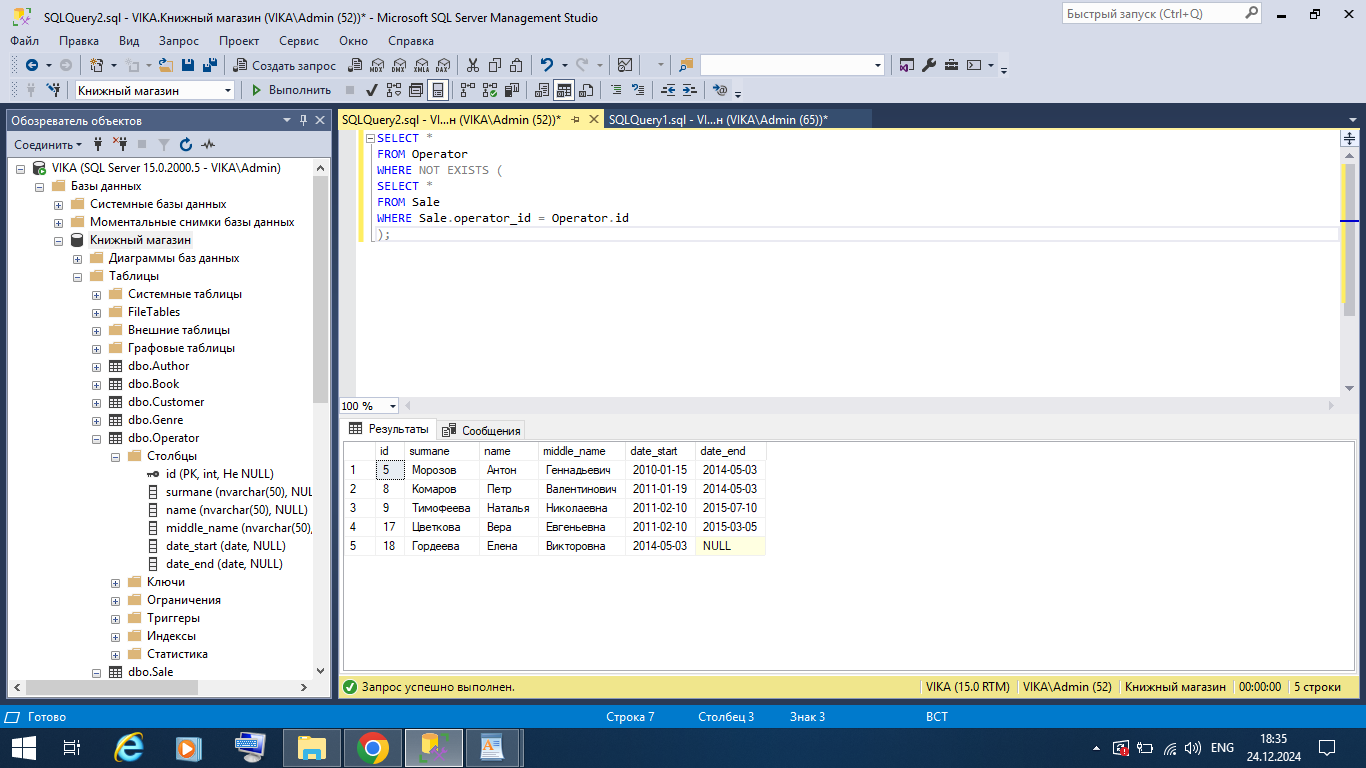 SQLQuery2.sql - VIKA.Книжный магазин (VIKA\Admin (52))* - Microsoft SQL Server Management Studio
Быстрый запуск (Ctrl+Q)
Файл Правка Вид Запрос Проект Сервис Окно Справка
Создать запрос MDX DMX XMLA DAX
Книжный магазин Выполнить
Обозреватель объектов
Соединить
VIKA (SQL Server 15.0.2000.5 - VIKA\Admin)
Базы данных
Системные базы данных
Моментальные снимки базы данных
Книжный магазин
Диаграммы баз данных
Таблицы
Системные таблицы
FileTables
Внешние таблицы
Графовые таблицы
dbo.Author
dbo.Book
dbo.Customer
dbo.Genre
dbo.Operator
Столбцы
id (PK, int, Не NULL)
surmane (nvarchar(50), NUL
name (nvarchar(50), NULL)
middle_name (nvarchar(50),
date_start (date, NULL)
date_end (date, NULL)
Ключи
Ограничения
Триггеры
Индексы
Статистика
dbo.Sale
SQLQuery2.sql - VI...н (VIKA\Admin (52))* SQLQuery1.sql - VI...н (VIKA\Admin (65))*
SELECT *
FROM Operator
WHERE NOT EXISTS (
SELECT *
FROM Sale
WHERE Sale.operator_id = Operator.id
);
100 %
Результаты Сообщения
id surmane name middle_name date_start date_end
1 5 Морозов Антон Геннадьевич 2010-01-15 2014-05-03
2 8 Комаров Петр Валентинович 2011-01-19 2014-05-03
3 9 Тимофеева Наталья Николаевна 2011-02-10 2015-07-10
4 17 Цветкова Вера Евгеньевна 2011-02-10 2015-03-05
5 18 Гордеева Елена Викторовна 2014-05-03 NULL
Запрос успешно выполнен. VIKA (15.0 RTM) VIKA\Admin (52) Книжный магазин 00:00:00 5 строки
Готово Строка 7 Столбец 3 Знак 3 ВСТ
ENG 18:35
24.12.2024